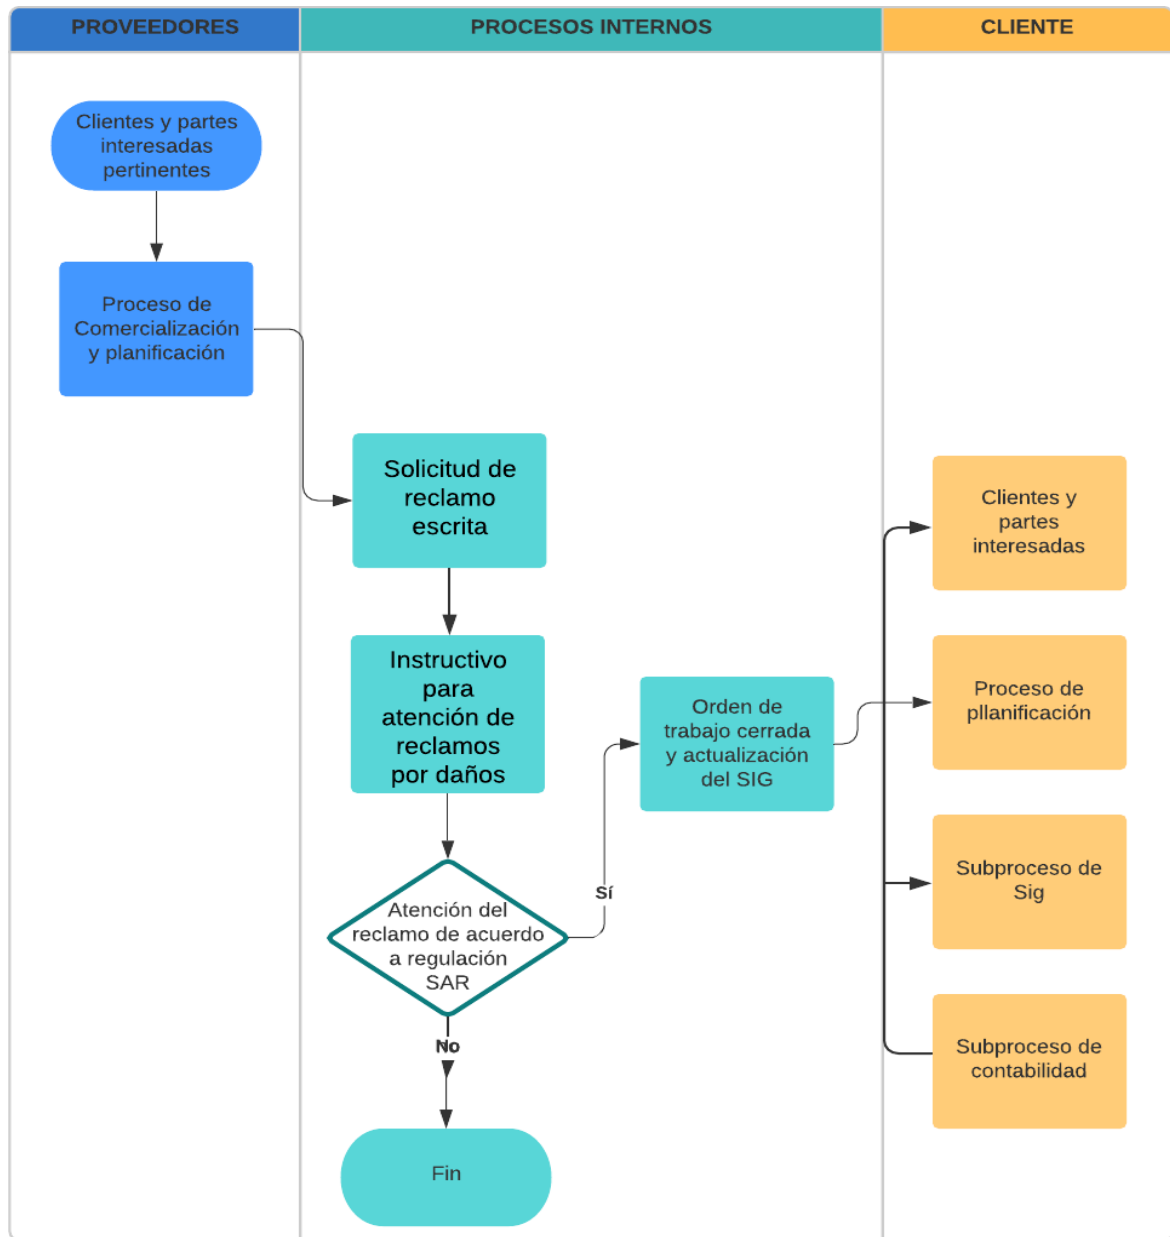 PROVEEDORES
PROCESOS INTERNOS
CLIENTE
Clientes y partes
interesadas
pertinentes
Proceso de
Comercialización
y planificación
Solicitud de
reclamo
escrita
Instructivo
para
atención de
reclamos
por daños
Atención del
reclamo de acuerdo
a regulación
SAR
Sí
No
Fin
Orden de
trabajo cerrada
y actualización
del SIG
Clientes y
partes
interesadas
Proceso de
pllanificación
Subproceso de
Sig
Subproceso de
contabilidad